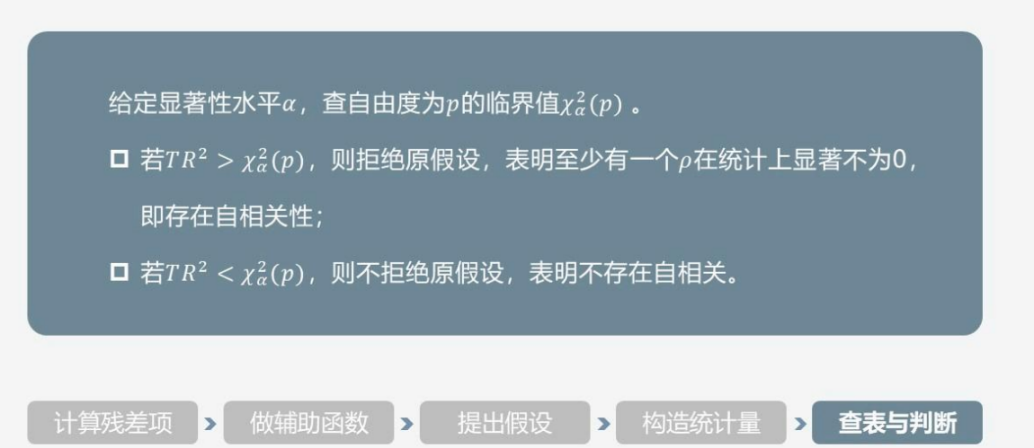 给定显著性水平α，查自由度为p的临界值χ²_α(p) 。
若TR² > χ²_α(p)，则拒绝原假设，表明至少有一个ρ在统计上显著不为0，
即存在自相关性；
若TR² < χ²_α(p)，则不拒绝原假设，表明不存在自相关。
计算残差项 › 做辅助函数 › 提出假设 › 构造统计量 › 查表与判断